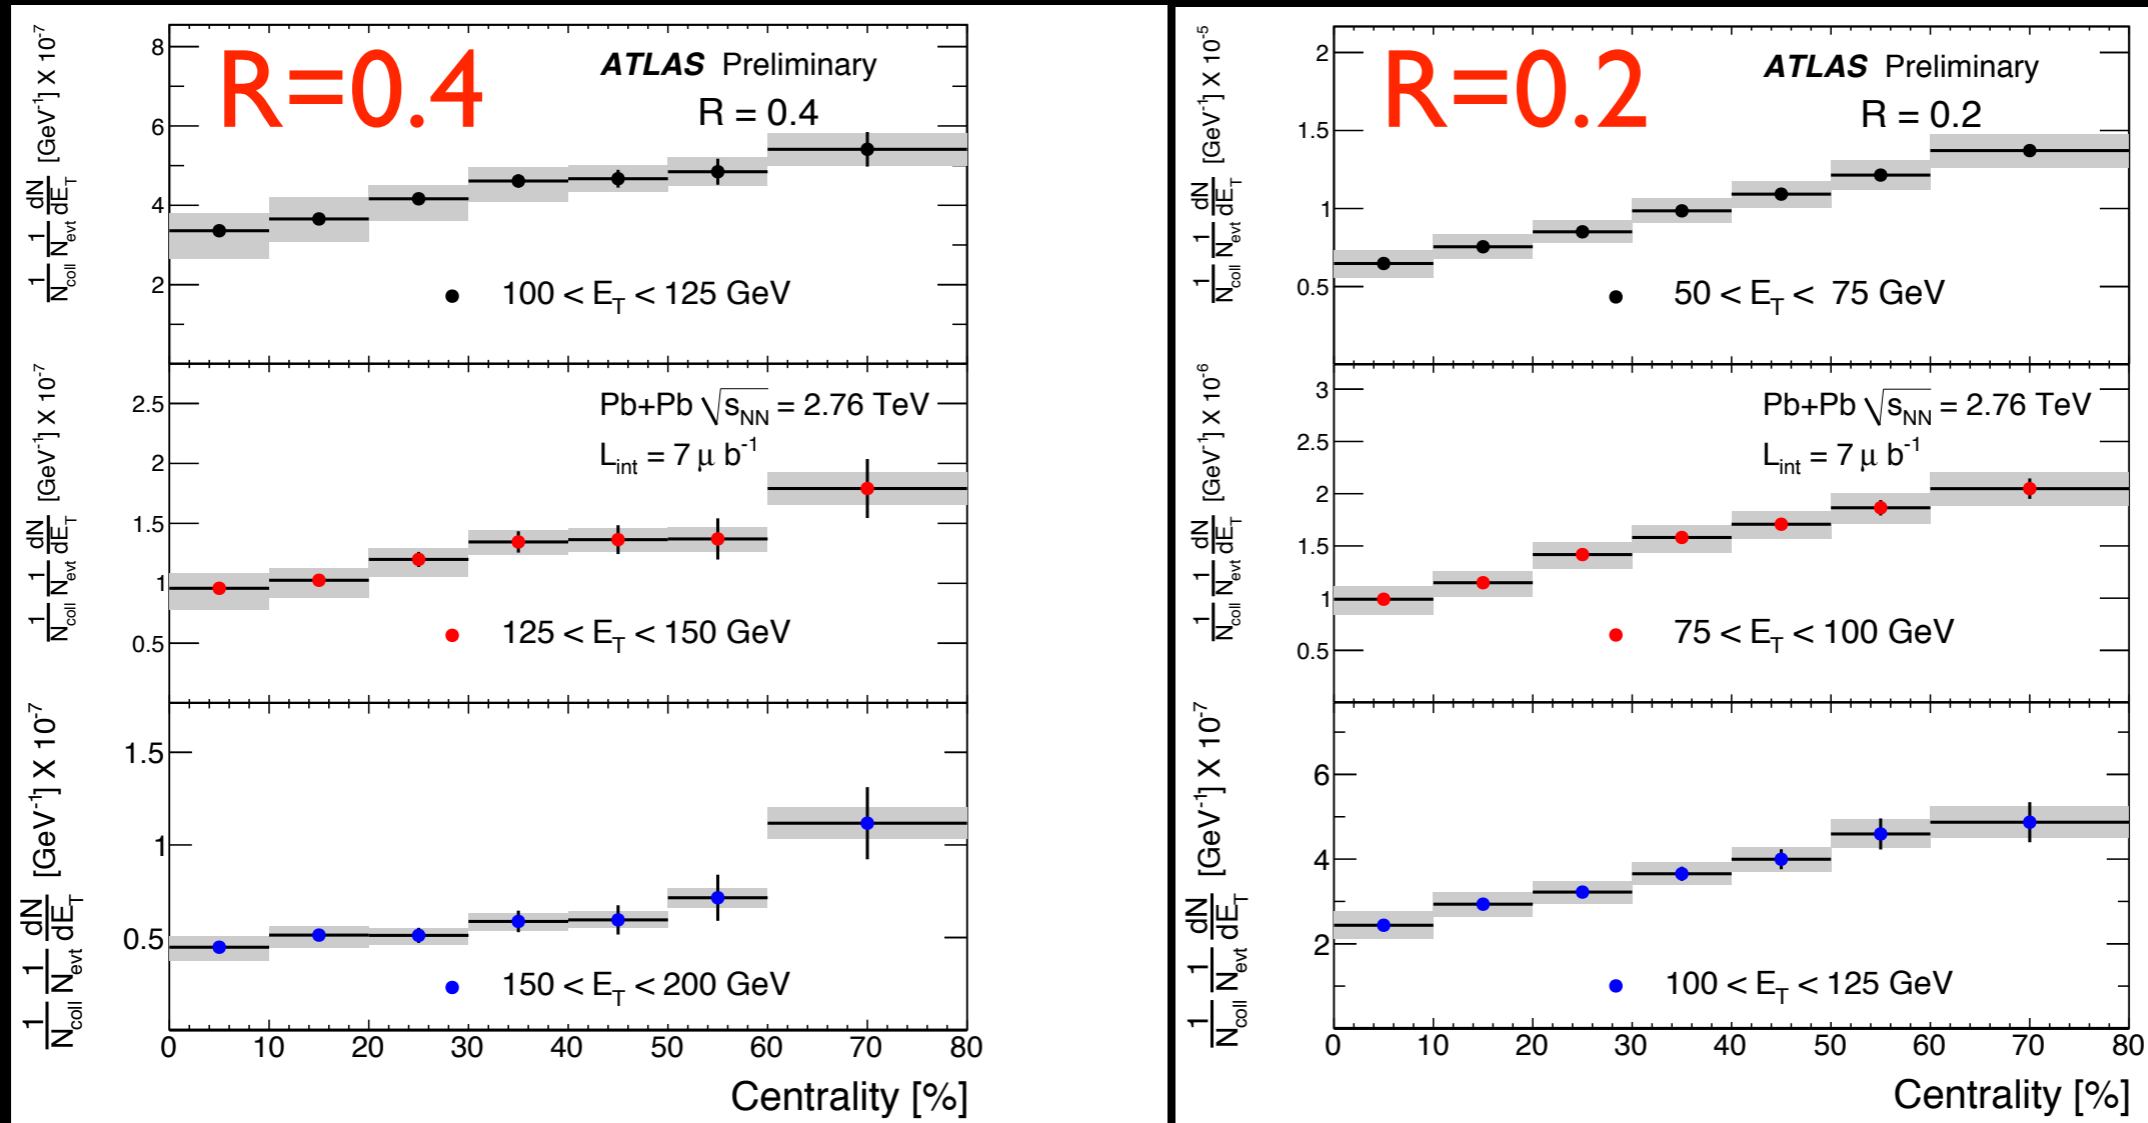 R=0.4
ATLAS Preliminary
R = 0.4
1/N_coll 1/N_evt dN/dE_T [GeV^-1] X 10^-7
8
6
4
2
100 < E_T < 125 GeV
1/N_coll 1/N_evt dN/dE_T [GeV^-1] X 10^-7
Pb+Pb √s_NN = 2.76 TeV
L_int = 7 μ b^-1
2.5
2
1.5
1
0.5
125 < E_T < 150 GeV
1/N_coll 1/N_evt dN/dE_T [GeV^-1] X 10^-7
1.5
1
0.5
150 < E_T < 200 GeV
0 10 20 30 40 50 60 70 80
Centrality [%]
R=0.2
ATLAS Preliminary
R = 0.2
1/N_coll 1/N_evt dN/dE_T [GeV^-1] X 10^-5
2
1.5
1
0.5
50 < E_T < 75 GeV
1/N_coll 1/N_evt dN/dE_T [GeV^-1] X 10^-6
Pb+Pb √s_NN = 2.76 TeV
L_int = 7 μ b^-1
3
2.5
2
1.5
1
0.5
75 < E_T < 100 GeV
1/N_coll 1/N_evt dN/dE_T [GeV^-1] X 10^-7
6
4
2
100 < E_T < 125 GeV
0 10 20 30 40 50 60 70 80
Centrality [%]